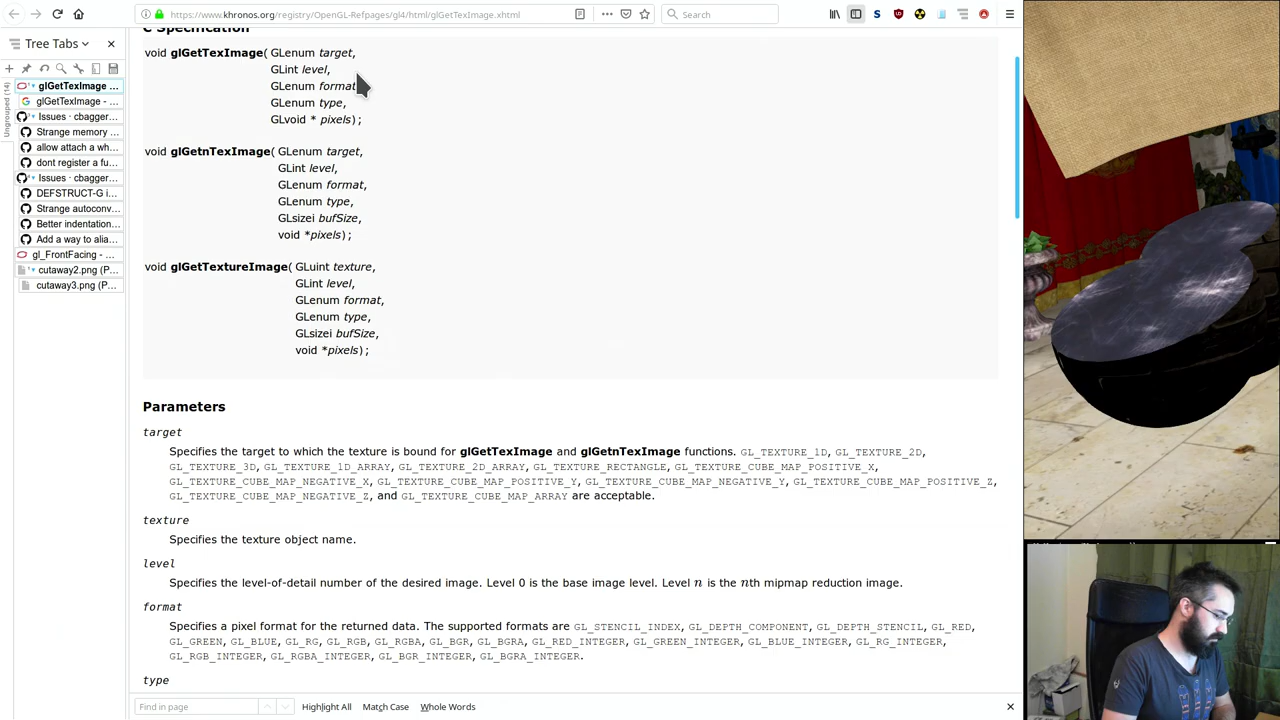 https://www.khronos.org/registry/OpenGL-Refpages/gl4/html/glGetTexImage.xhtml
Search
Tree Tabs
Ungrouped (14)
glGetTexImage ...
glGetTexImage - ...
Issues · cbagger...
Strange memory ...
allow attach a wh...
dont register a fu...
Issues · cbagger...
DEFSTRUCT-G i...
Strange autoconv...
Better indentation...
Add a way to alia...
gl_FrontFacing - ...
cutaway2.png (P...
cutaway3.png (P...
C Specification
void glGetTexImage( GLenum target,
GLint level,
GLenum format
GLenum type,
GLvoid * pixels);
void glGetnTexImage( GLenum target,
GLint level,
GLenum format,
GLenum type,
GLsizei bufSize,
void *pixels);
void glGetTextureImage( GLuint texture,
GLint level,
GLenum format,
GLenum type,
GLsizei bufSize,
void *pixels);
Parameters
target
Specifies the target to which the texture is bound for glGetTexImage and glGetnTexImage functions. GL_TEXTURE_1D, GL_TEXTURE_2D,
GL_TEXTURE_3D, GL_TEXTURE_1D_ARRAY, GL_TEXTURE_2D_ARRAY, GL_TEXTURE_RECTANGLE, GL_TEXTURE_CUBE_MAP_POSITIVE_X,
GL_TEXTURE_CUBE_MAP_NEGATIVE_X, GL_TEXTURE_CUBE_MAP_POSITIVE_Y, GL_TEXTURE_CUBE_MAP_NEGATIVE_Y, GL_TEXTURE_CUBE_MAP_POSITIVE_Z,
GL_TEXTURE_CUBE_MAP_NEGATIVE_Z, and GL_TEXTURE_CUBE_MAP_ARRAY are acceptable.
texture
Specifies the texture object name.
level
Specifies the level-of-detail number of the desired image. Level 0 is the base image level. Level n is the nth mipmap reduction image.
format
Specifies a pixel format for the returned data. The supported formats are GL_STENCIL_INDEX, GL_DEPTH_COMPONENT, GL_DEPTH_STENCIL, GL_RED,
GL_GREEN, GL_BLUE, GL_RG, GL_RGB, GL_RGBA, GL_BGR, GL_BGRA, GL_RED_INTEGER, GL_GREEN_INTEGER, GL_BLUE_INTEGER, GL_RG_INTEGER,
GL_RGB_INTEGER, GL_RGBA_INTEGER, GL_BGR_INTEGER, GL_BGRA_INTEGER.
type
Find in page
Highlight All
Match Case
Whole Words